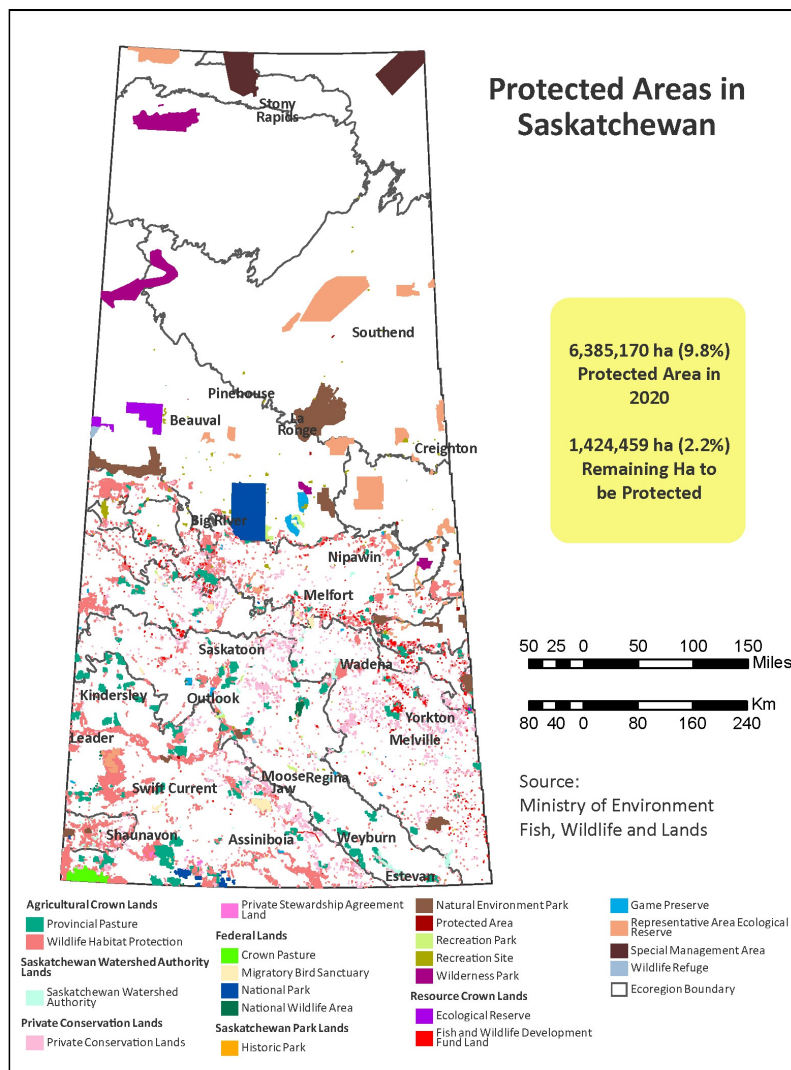 Protected Areas in
Saskatchewan
Stony
Rapids
Southend
6,385,170 ha (9.8%)
Protected Area in
2020
1,424,459 ha (2.2%)
Remaining Ha to
be Protected
Pinehouse
Beauval
La
Ronge
Creighton
Big River
Nipawin
Melfort
Saskatoon
Wadena
Kindersley
Outlook
Yorkton
Melville
Leader
Moose Regina
Jaw
Swift Current
Shaunavon
Assiniboia
Weyburn
Estevan
50 25 0 50 100 150
Miles
Km
80 40 0 80 160 240
Source:
Ministry of Environment
Fish, Wildlife and Lands
Agricultural Crown Lands
Provincial Pasture
Wildlife Habitat Protection
Saskatchewan Watershed Authority
Lands
Saskatchewan Watershed
Authority
Private Conservation Lands
Private Conservation Lands
Private Stewardship Agreement
Land
Federal Lands
Crown Pasture
Migratory Bird Sanctuary
National Park
National Wildlife Area
Saskatchewan Park Lands
Historic Park
Natural Environment Park
Protected Area
Recreation Park
Recreation Site
Wilderness Park
Resource Crown Lands
Ecological Reserve
Fish and Wildlife Development
Fund Land
Game Preserve
Representative Area Ecological
Reserve
Special Management Area
Wildlife Refuge
Ecoregion Boundary